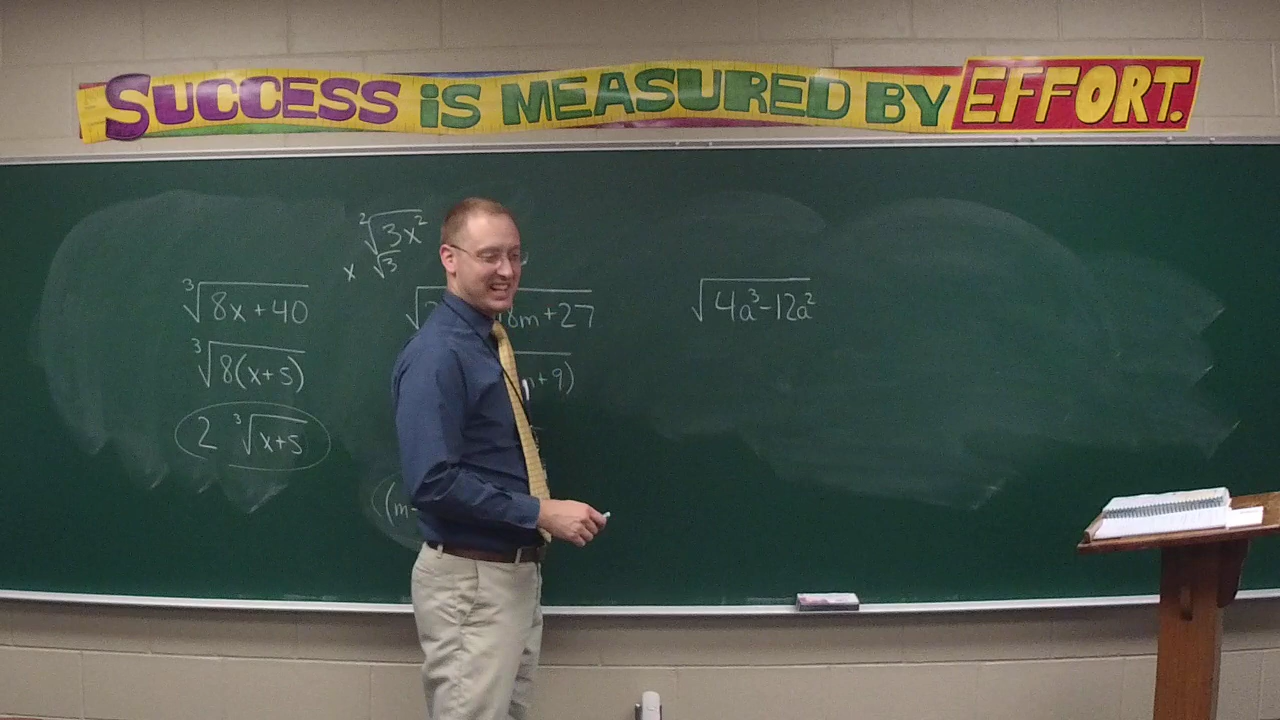 SUCCESS IS MEASURED BY EFFORT.
²√3x²
x √3
³√8x+40
³√8(x+5)
2 ³√x+5
8m+27
+9)
(m-
√4a³-12a²